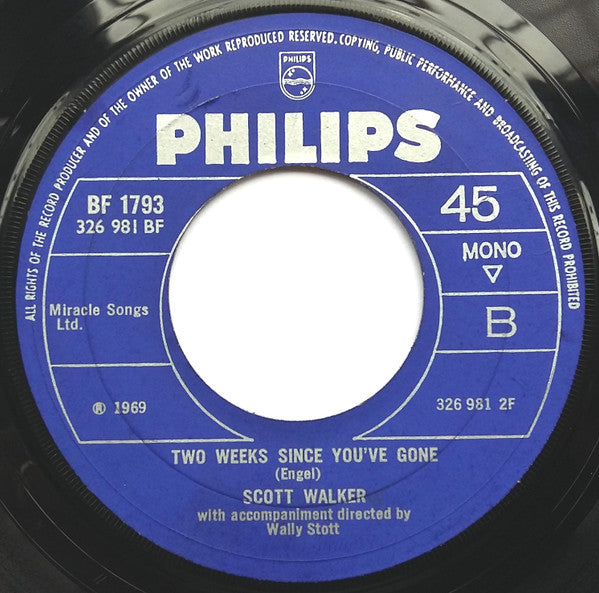 ALL RIGHTS OF THE RECORD PRODUCER AND OF THE OWNER OF THE WORK REPRODUCED RESERVED. COPYING, PUBLIC PERFORMANCE AND BROADCASTING OF THIS RECORD PROHIBITED
PHILIPS
PHILIPS
BF 1793
326 981 BF
45
MONO
B
Miracle Songs
Ltd.
℗ 1969
326 981 2F
TWO WEEKS SINCE YOU'VE GONE
(Engel)
SCOTT WALKER
with accompaniment directed by
Wally Stott